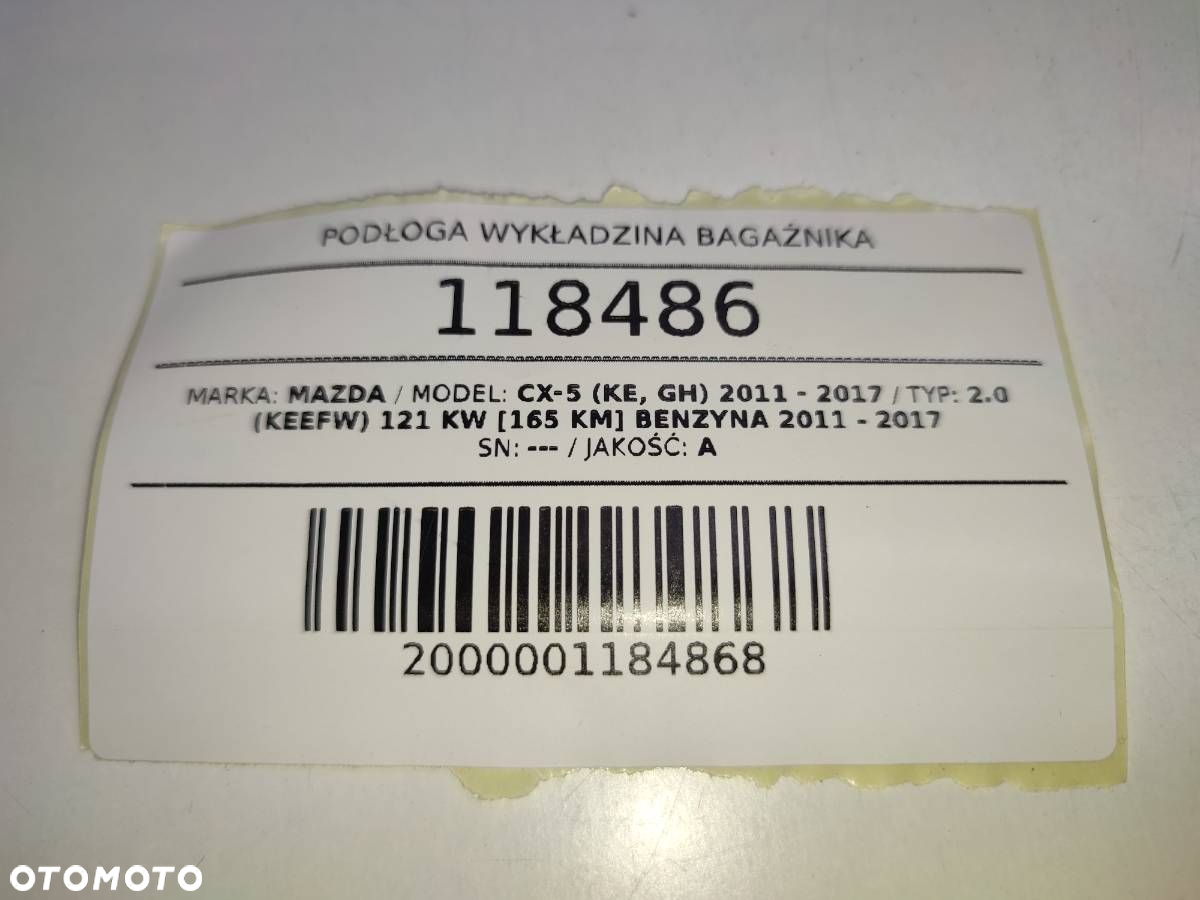 PODŁOGA WYKŁADZINA BAGAŹNIKA
118486
MARKA: MAZDA / MODEL: CX-5 (KE, GH) 2011 - 2017 / TYP: 2.0
(KEEFW) 121 KW [165 KM] BENZYNA 2011 - 2017
SN: --- / JAKOŚĆ: A
2000001184868
OTOMOTO